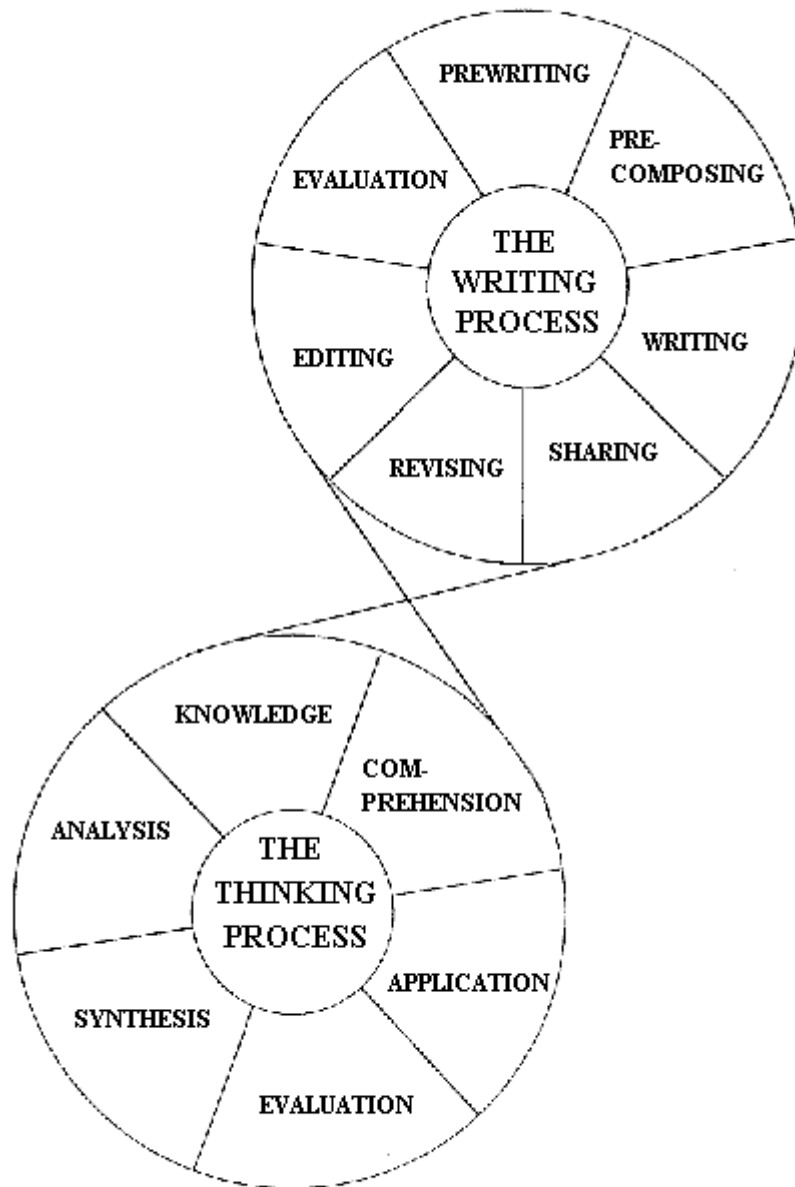 PREWRITING
PRE-
COMPOSING
EVALUATION
THE
WRITING
PROCESS
WRITING
EDITING
SHARING
REVISING
KNOWLEDGE
COM-
PREHENSION
ANALYSIS
THE
THINKING
PROCESS
APPLICATION
SYNTHESIS
EVALUATION